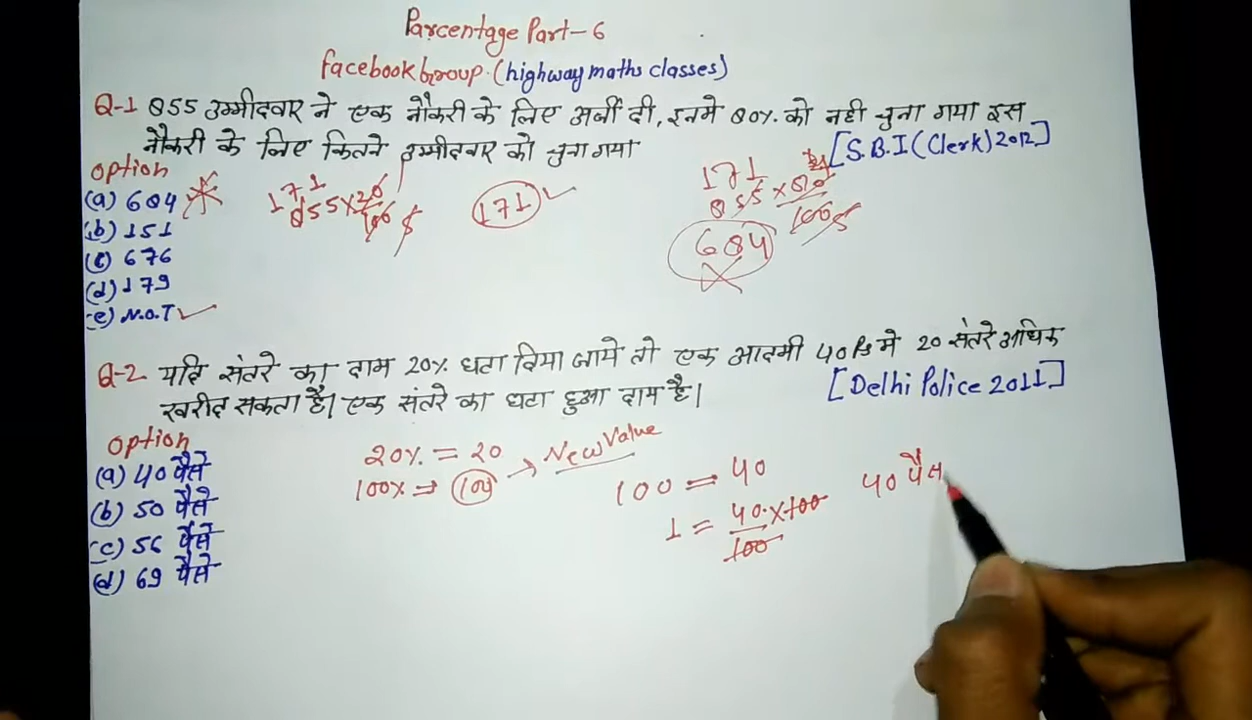 Parcentage Part-6
facebook Group. (highway maths classes)
Q-1 855 उम्मीदवार ने एक नौकरी के लिए अर्जी दी, इनमे 80%. को नही चुना गया इस
नौकरी के लिए कितने उम्मीदवार को चुना गया
[S.B.I (Clerk) 2012]
option
(a) 684
(b) 151
(c) 676
(d) 179
(e) N.O.T ✓
171
855×20
100 5
171 ✓
171
855×80
100 5
684
Q-2 यदि संतरे का दाम 20% घटा दिया जाये तो एक आदमी 40 Rs मे 20 संतरे अधिक
खरीद सकता है। एक संतरे का घटा हुआ दाम है।
[Delhi Police 2011]
option
(a) 40 पैसे
(b) 50 पैसे
(c) 56 पैसे
(d) 69 पैसे
20% = 20
100% ⇒ 100 → New Value
100 = 40
1 = 40×100
100
40 पैस